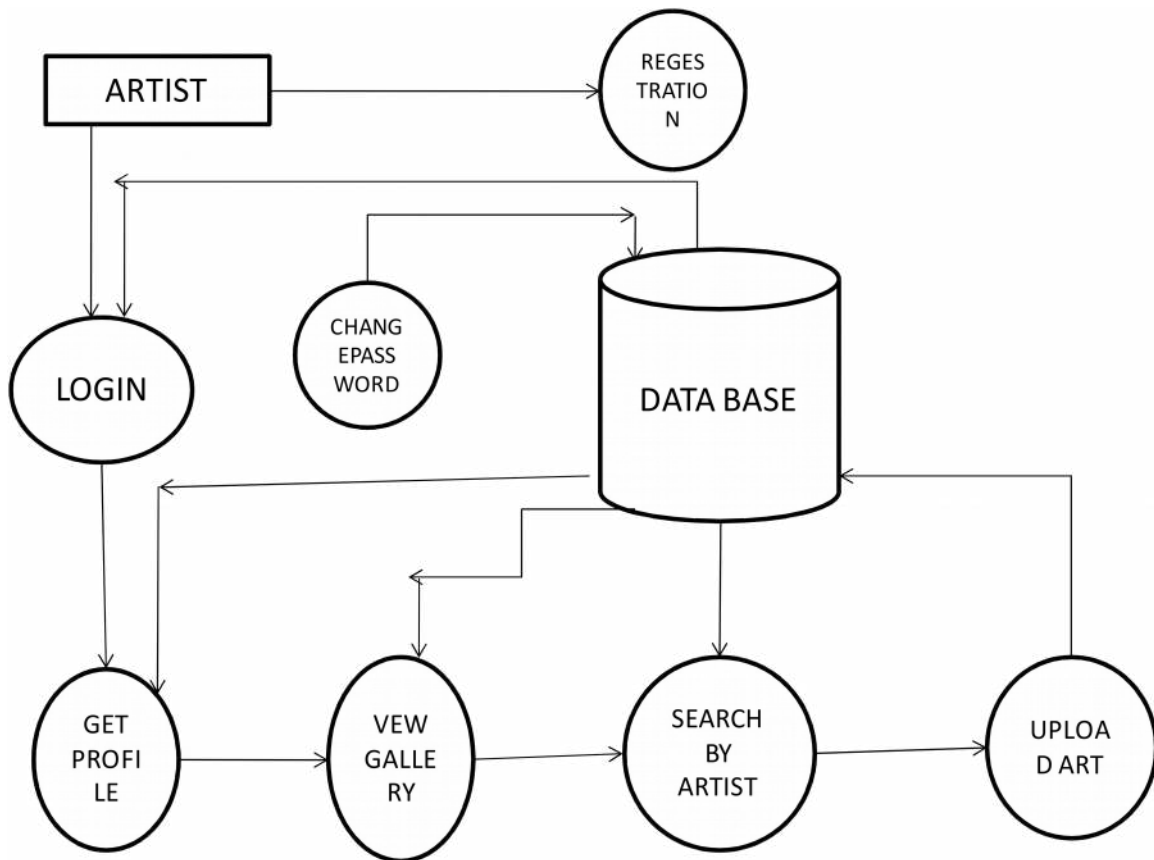 ARTIST
REGES
TRATIO
N
CHANG
EPASS
WORD
LOGIN
DATA BASE
GET
PROFI
LE
VEW
GALLE
RY
SEARCH
BY
ARTIST
UPLOA
D ART